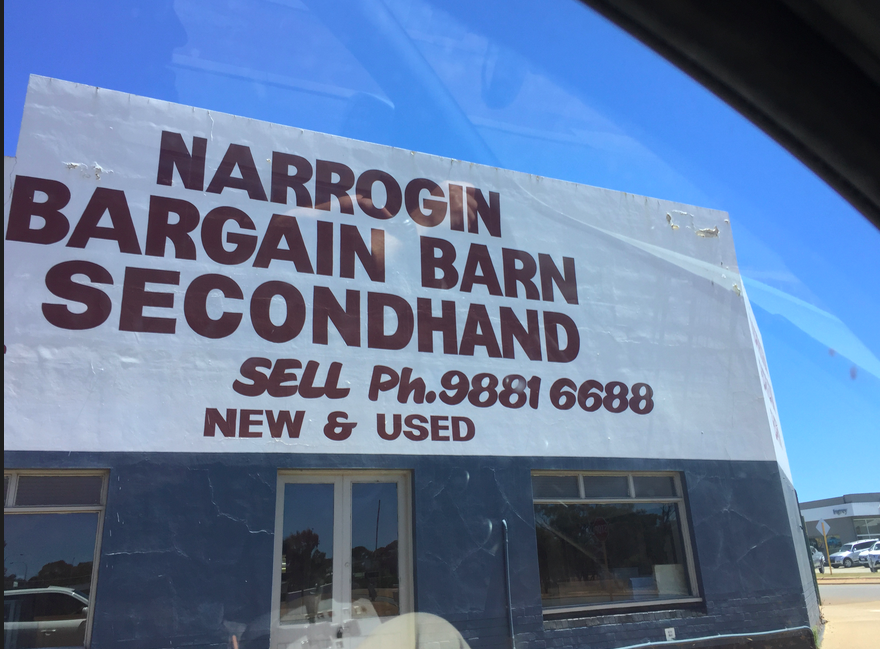 NARROGIN
BARGAIN BARN
SECONDHAND
SELL Ph.9881 6688
NEW & USED